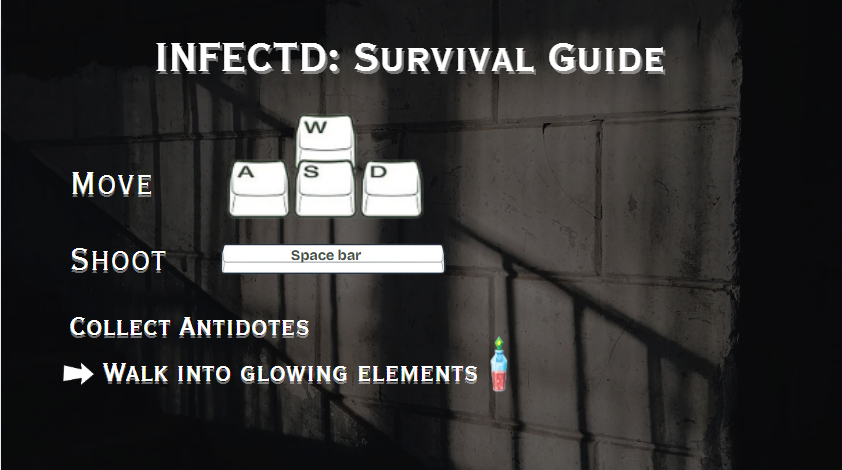 INFECTD: Survival Guide
W
A S D
Move
Shoot
Space bar
Collect Antidotes
Walk into glowing elements